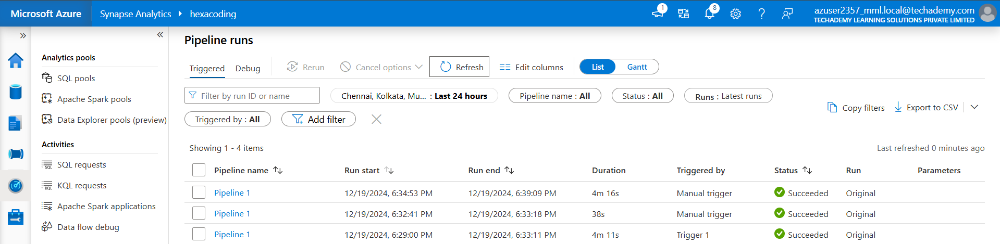 Microsoft Azure Synapse Analytics hexacoding 1 8 ? azuser2357_mml.local@techademy.com
TECHADEMY LEARNING SOLUTIONS PRIVATE LIMITED
Analytics pools
SQL pools
Apache Spark pools
Data Explorer pools (preview)
Activities
SQL requests
KQL requests
Apache Spark applications
Data flow debug
Pipeline runs
Triggered Debug Rerun Cancel options Refresh Edit columns List Gantt
Filter by run ID or name Chennai, Kolkata, Mu... : Last 24 hours Pipeline name : All Status : All Runs : Latest runs
Triggered by : All Add filter
Copy filters Export to CSV
Showing 1 - 4 items Last refreshed 0 minutes ago
Pipeline name Run start Run end Duration Triggered by Status Run Parameters
Pipeline 1 12/19/2024, 6:34:53 PM 12/19/2024, 6:39:09 PM 4m 16s Manual trigger Succeeded Original
Pipeline 1 12/19/2024, 6:32:41 PM 12/19/2024, 6:33:18 PM 38s Manual trigger Succeeded Original
Pipeline 1 12/19/2024, 6:29:00 PM 12/19/2024, 6:33:11 PM 4m 11s Trigger 1 Succeeded Original